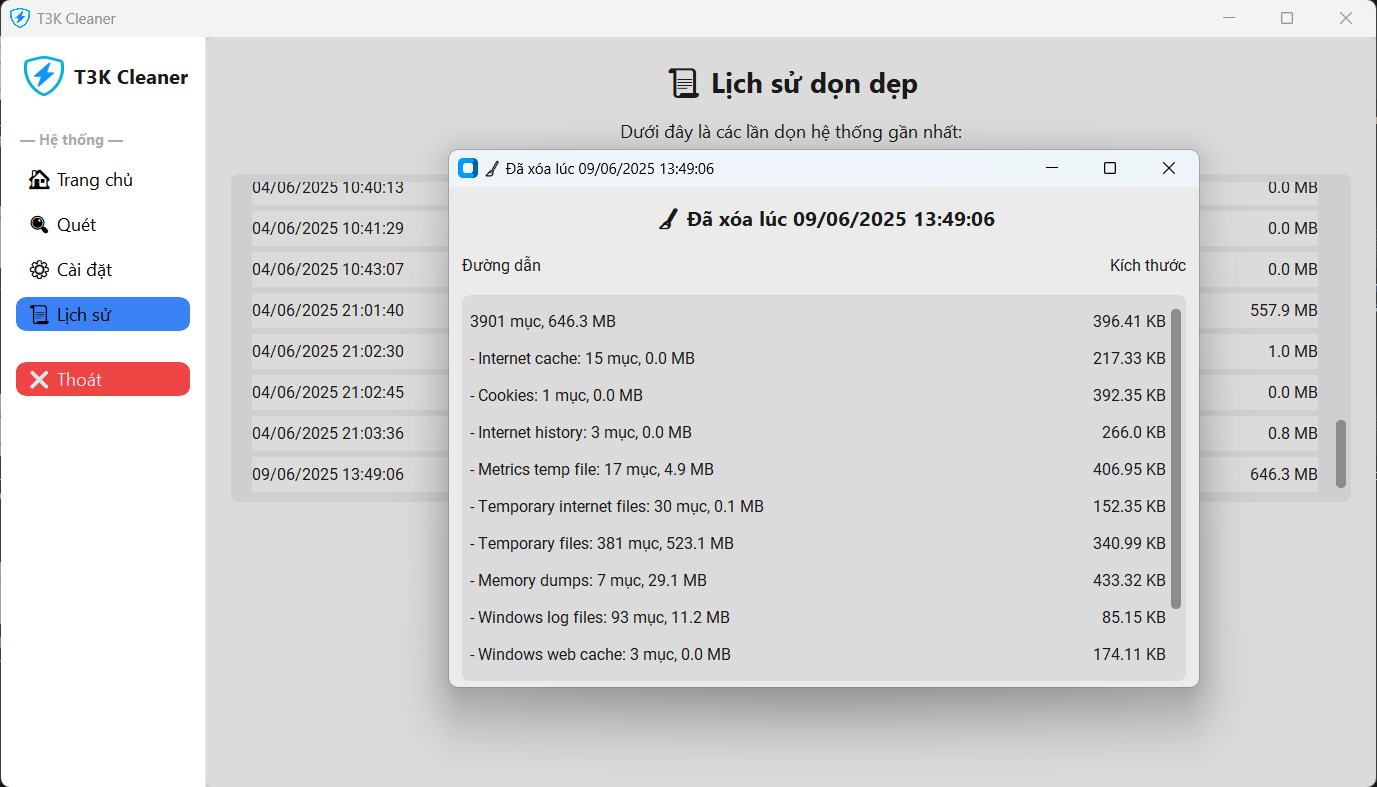 T3K Cleaner
T3K Cleaner
— Hệ thống —
Trang chủ
Quét
Cài đặt
Lịch sử
Thoát
Lịch sử dọn dẹp
Dưới đây là các lần dọn hệ thống gần nhất:
04/06/2025 10:40:13 0.0 MB
04/06/2025 10:41:29 0.0 MB
04/06/2025 10:43:07 0.0 MB
04/06/2025 21:01:40 557.9 MB
04/06/2025 21:02:30 1.0 MB
04/06/2025 21:02:45 0.0 MB
04/06/2025 21:03:36 0.8 MB
09/06/2025 13:49:06 646.3 MB
Đã xóa lúc 09/06/2025 13:49:06
Đã xóa lúc 09/06/2025 13:49:06
Đường dẫn Kích thước
3901 mục, 646.3 MB 396.41 KB
- Internet cache: 15 mục, 0.0 MB 217.33 KB
- Cookies: 1 mục, 0.0 MB 392.35 KB
- Internet history: 3 mục, 0.0 MB 266.0 KB
- Metrics temp file: 17 mục, 4.9 MB 406.95 KB
- Temporary internet files: 30 mục, 0.1 MB 152.35 KB
- Temporary files: 381 mục, 523.1 MB 340.99 KB
- Memory dumps: 7 mục, 29.1 MB 433.32 KB
- Windows log files: 93 mục, 11.2 MB 85.15 KB
- Windows web cache: 3 mục, 0.0 MB 174.11 KB